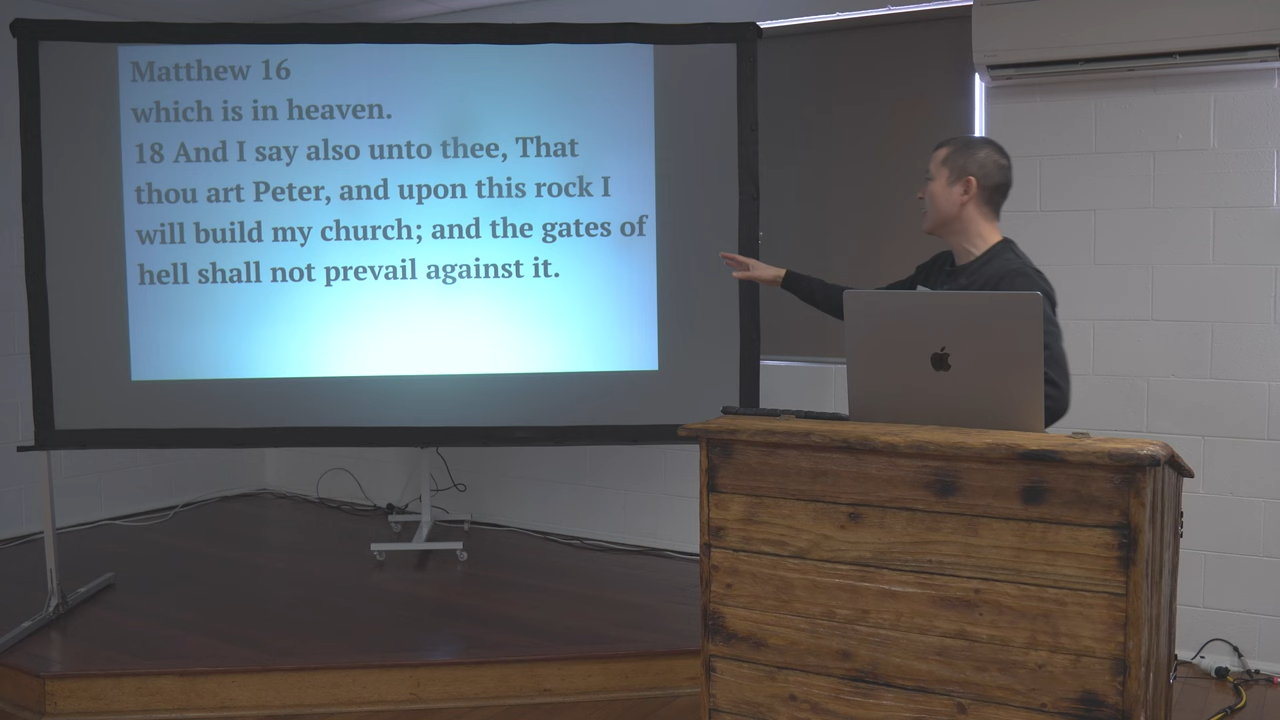 Matthew 16
which is in heaven.
18 And I say also unto thee, That
thou art Peter, and upon this rock I
will build my church; and the gates of
hell shall not prevail against it.